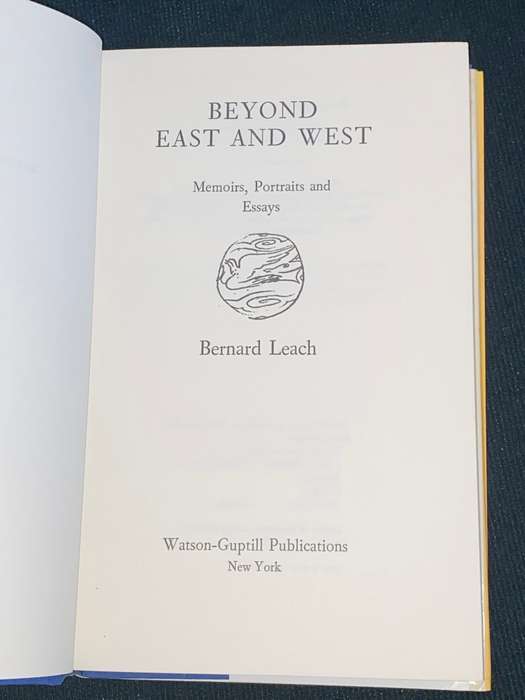 BEYOND
EAST AND WEST
Memoirs, Portraits and
Essays
Bernard Leach
Watson-Guptill Publications
New York